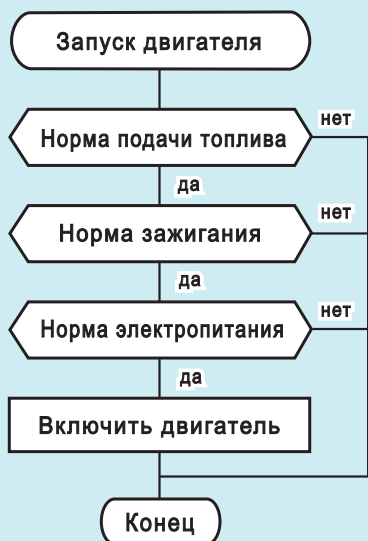 Запуск двигателя
нет
Норма подачи топлива
да
нет
Норма зажигания
да
нет
Норма электропитания
да
Включить двигатель
Конец